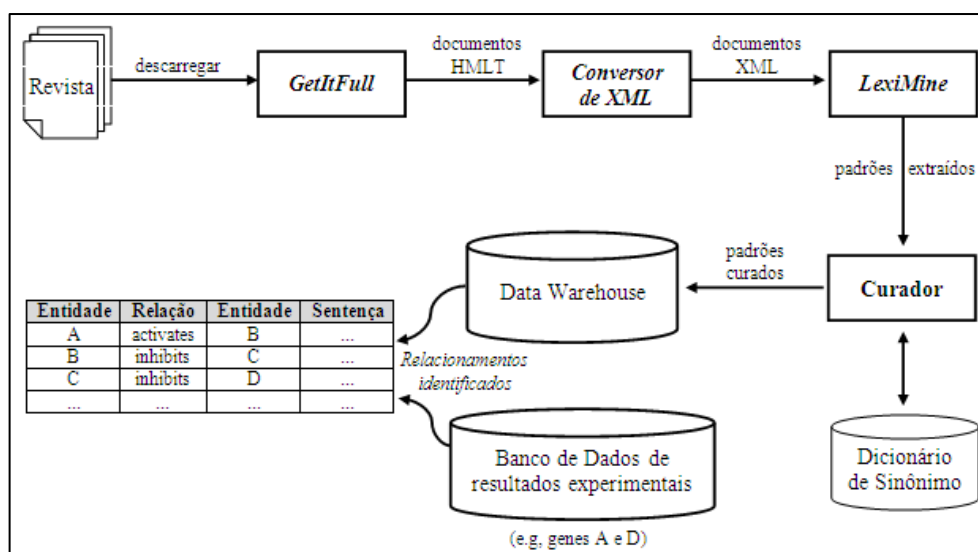 Revista
descarregar
GetItFull
documentos
HMLT
Conversor
de XML
documentos
XML
LexiMine
padrões extraídos
Curador
padrões
curados
Data Warehouse
Dicionário
de Sinônimo
Entidade Relação Entidade Sentença
A activates B ...
B inhibits C ...
C inhibits D ...
... ... ... ...
Relacionamentos
identificados
Banco de Dados de
resultados experimentais
(e.g, genes A e D)